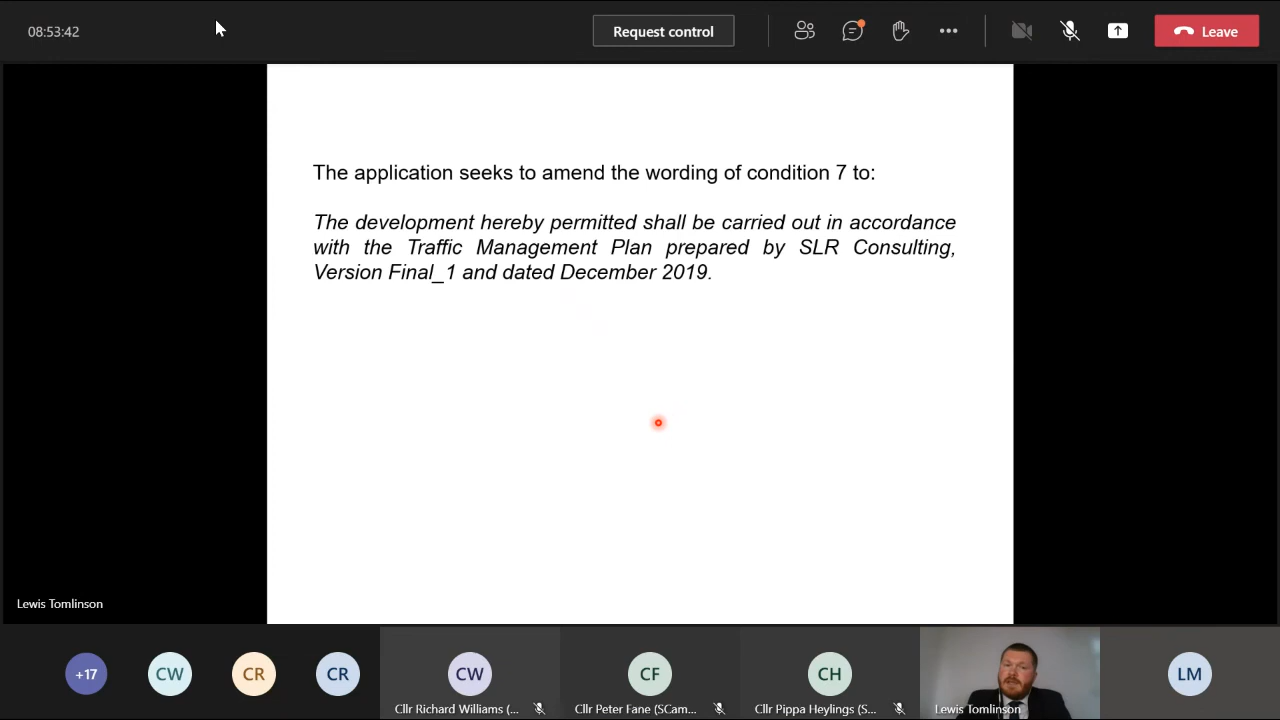 08:53:42
Request control
Leave
The application seeks to amend the wording of condition 7 to:
The development hereby permitted shall be carried out in accordance
with the Traffic Management Plan prepared by SLR Consulting,
Version Final_1 and dated December 2019.
Lewis Tomlinson
+17
CW
CR
CR
CW
CF
CH
LM
Cllr Richard Williams (...
Cllr Peter Fane (SCam...
Cllr Pippa Heylings (S...
Lewis Tomlinson